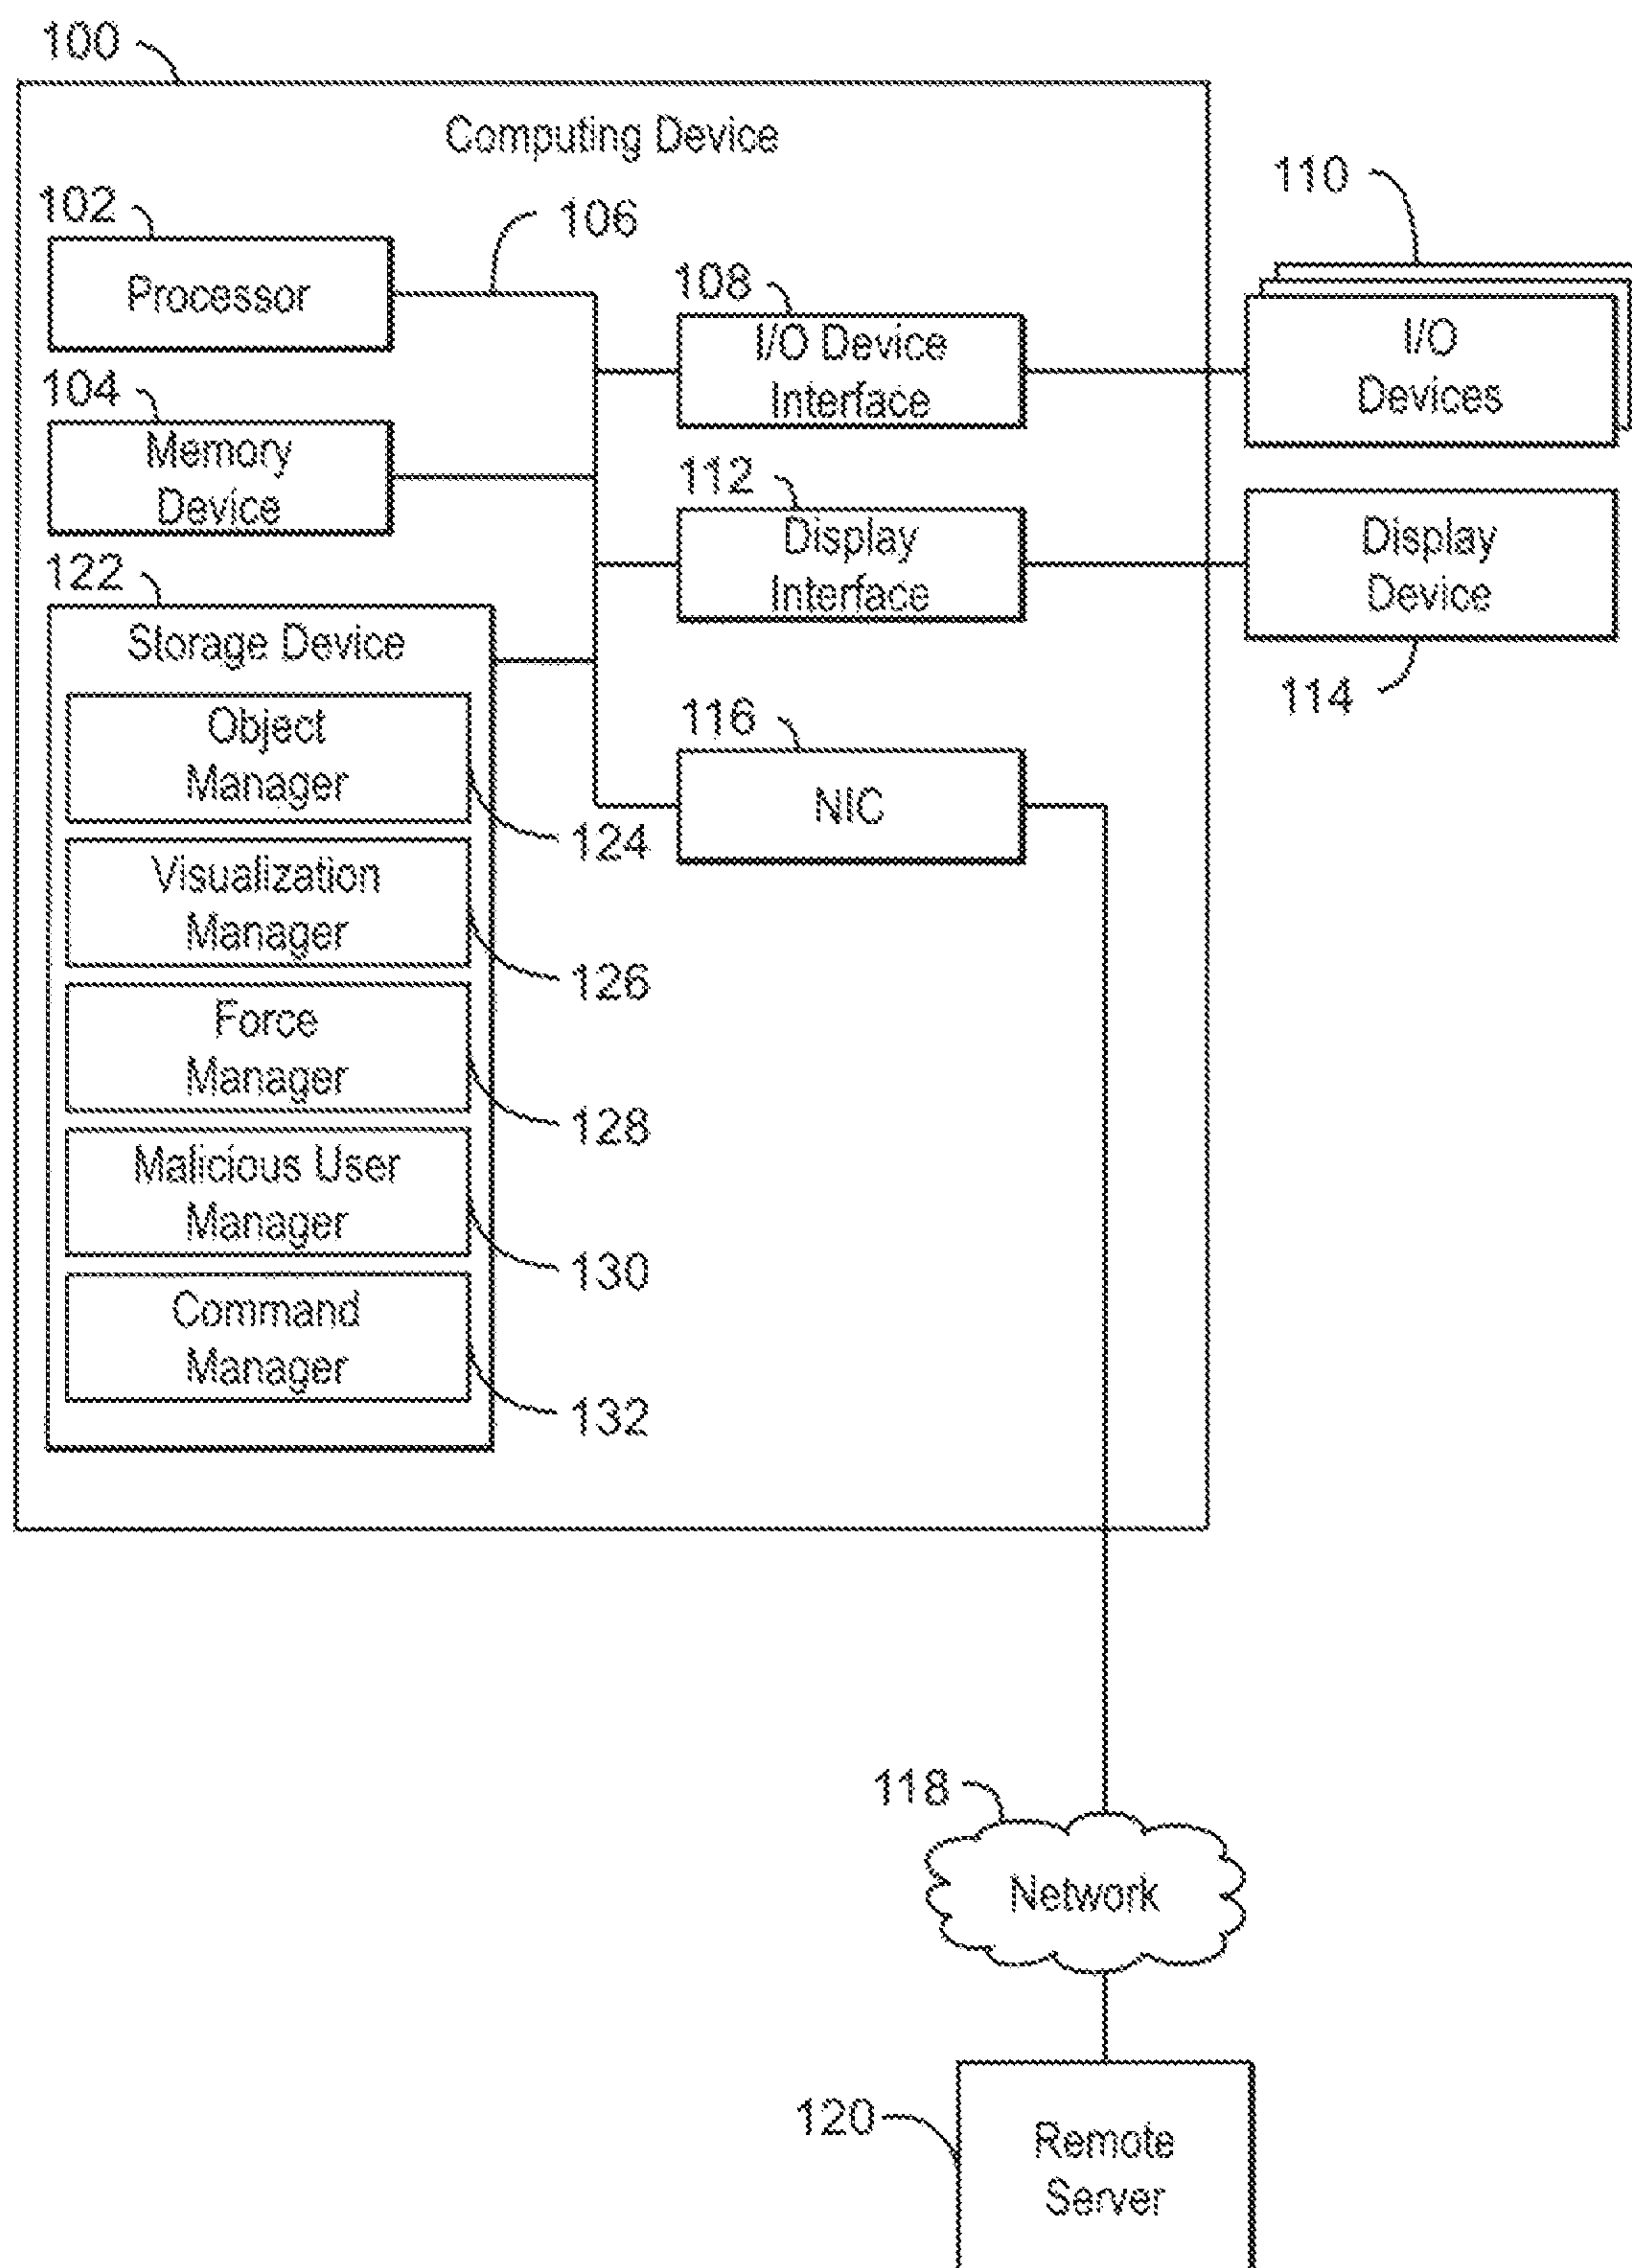 100
Computing Device
102
Processor
106
104
Memory
Device
108
I/O Device
Interface
110
I/O
Devices
112
Display
Interface
Display
Device
114
122
Storage Device
Object
Manager
124
Visualization
Manager
126
Force
Manager
128
Malicious User
Manager
130
Command
Manager
132
116
NIC
118
Network
120
Remote
Server